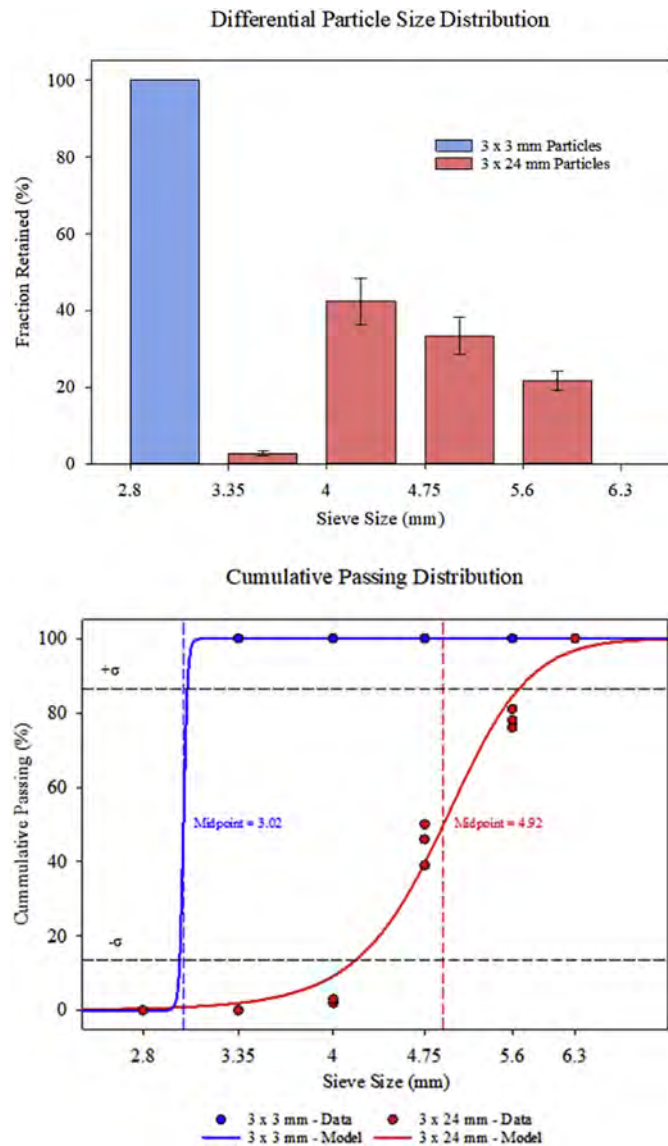 Differential Particle Size Distribution
100
80
60
40
20
0
Fraction Retained (%)
3 x 3 mm Particles
3 x 24 mm Particles
2.8 3.35 4 4.75 5.6 6.3
Sieve Size (mm)
Cumulative Passing Distribution
100
80
60
40
20
0
Cummulative Passing (%)
+σ
Midpoint = 3.02
Midpoint = 4.92
-σ
2.8 3.35 4 4.75 5.6 6.3
Sieve Size (mm)
3 x 3 mm - Data 3 x 24 mm - Data
3 x 3 mm - Model 3 x 24 mm - Model